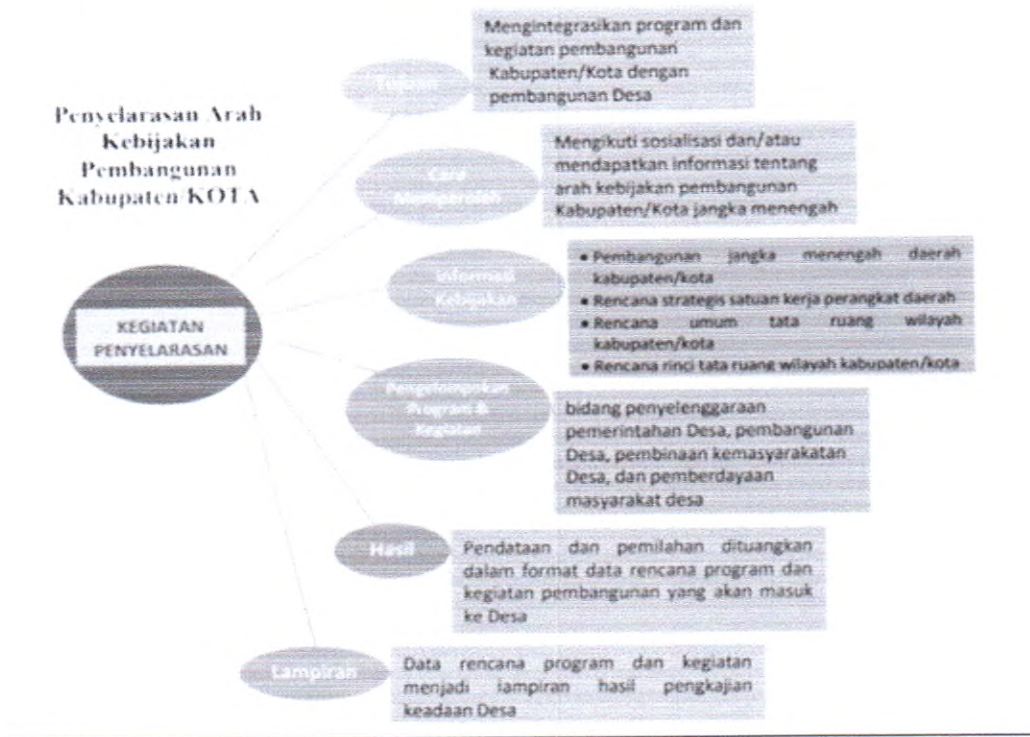 Penyelarasan Arah
Kebijakan
Pembangunan
Kabupaten/KOTA
KEGIATAN
PENYELARASAN
Tujuan
Mengintegrasikan program dan
kegiatan pembangunan
Kabupaten/Kota dengan
pembangunan Desa
Cara
Memperoleh
Mengikuti sosialisasi dan/atau
mendapatkan informasi tentang
arah kebijakan pembangunan
Kabupaten/Kota jangka menengah
Informasi
Kebijakan
• Pembangunan jangka menengah daerah
kabupaten/kota
• Rencana strategis satuan kerja perangkat daerah
• Rencana umum tata ruang wilayah
kabupaten/kota
• Rencana rinci tata ruang wilayah kabupaten/kota
Pengelompokan
Program &
Kegiatan
bidang penyelenggaraan
pemerintahan Desa, pembangunan
Desa, pembinaan kemasyarakatan
Desa, dan pemberdayaan
masyarakat desa
Hasil
Pendataan dan pemilahan dituangkan
dalam format data rencana program dan
kegiatan pembangunan yang akan masuk
ke Desa
Lampiran
Data rencana program dan kegiatan
menjadi lampiran hasil pengkajian
keadaan Desa